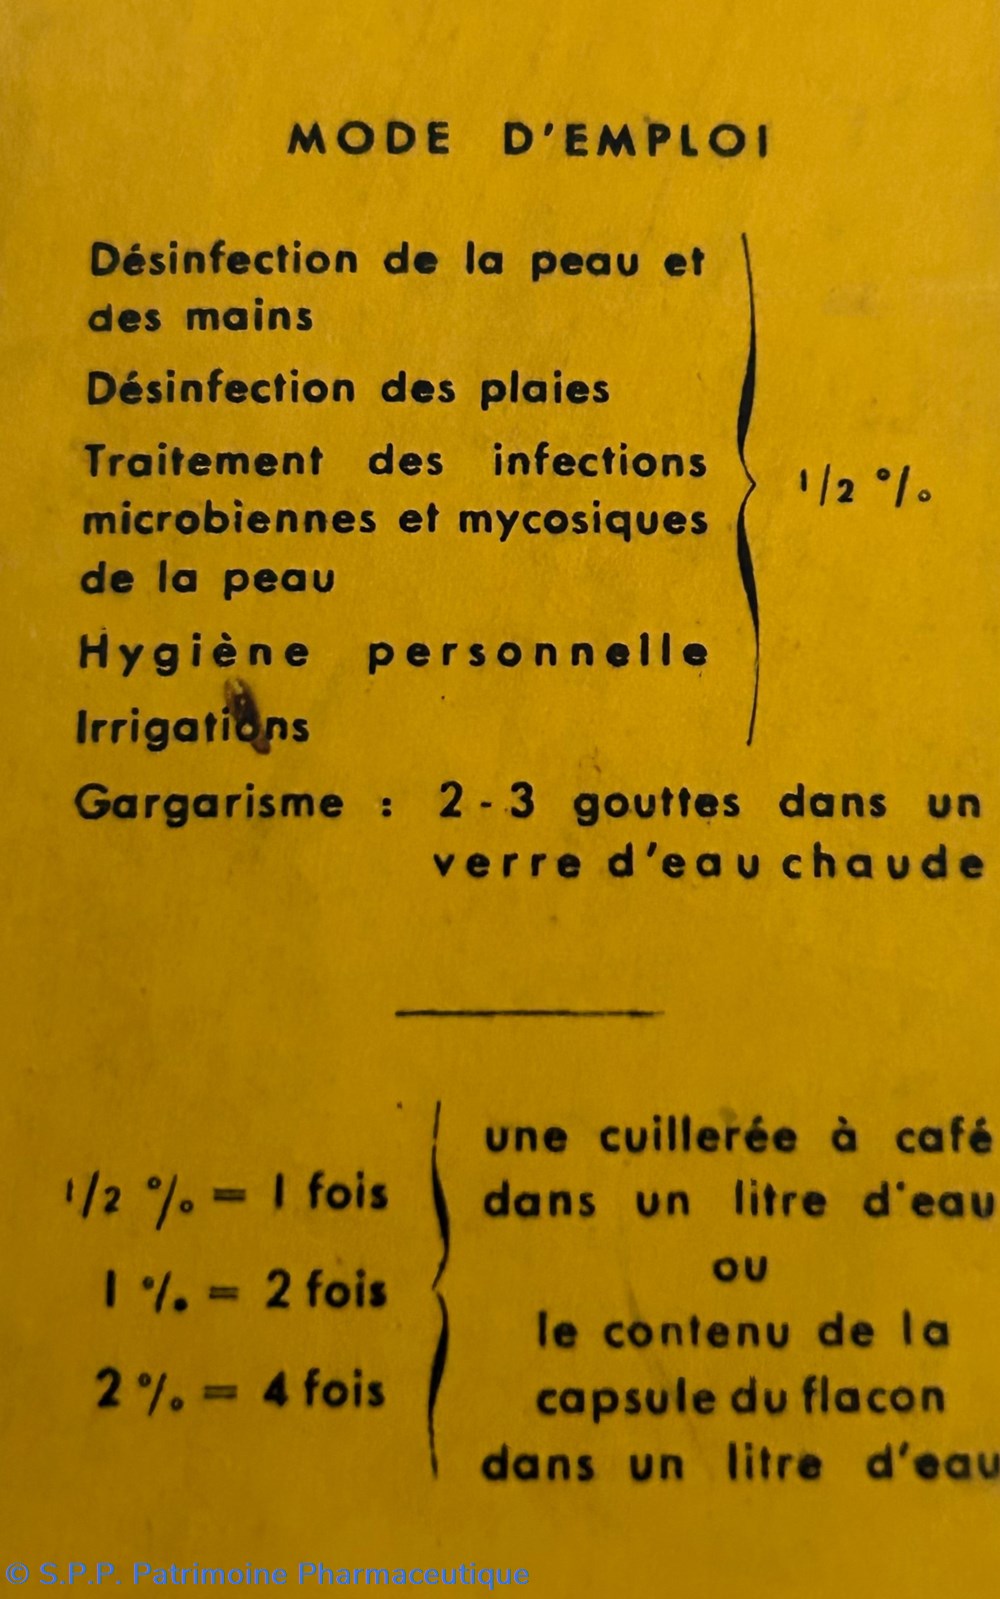 MODE D'EMPLOI
Désinfection de la peau et
des mains
Désinfection des plaies
Traitement des infections
microbiennes et mycosiques
de la peau
Hygiène personnelle
Irrigations
1/2 %
Gargarisme : 2-3 gouttes dans un
verre d'eau chaude
1/2 % = 1 fois
1 % = 2 fois
2 % = 4 fois
une cuillerée à café
dans un litre d'eau
ou
le contenu de la
capsule du flacon
dans un litre d'eau
© S.P.P. Patrimoine Pharmaceutique